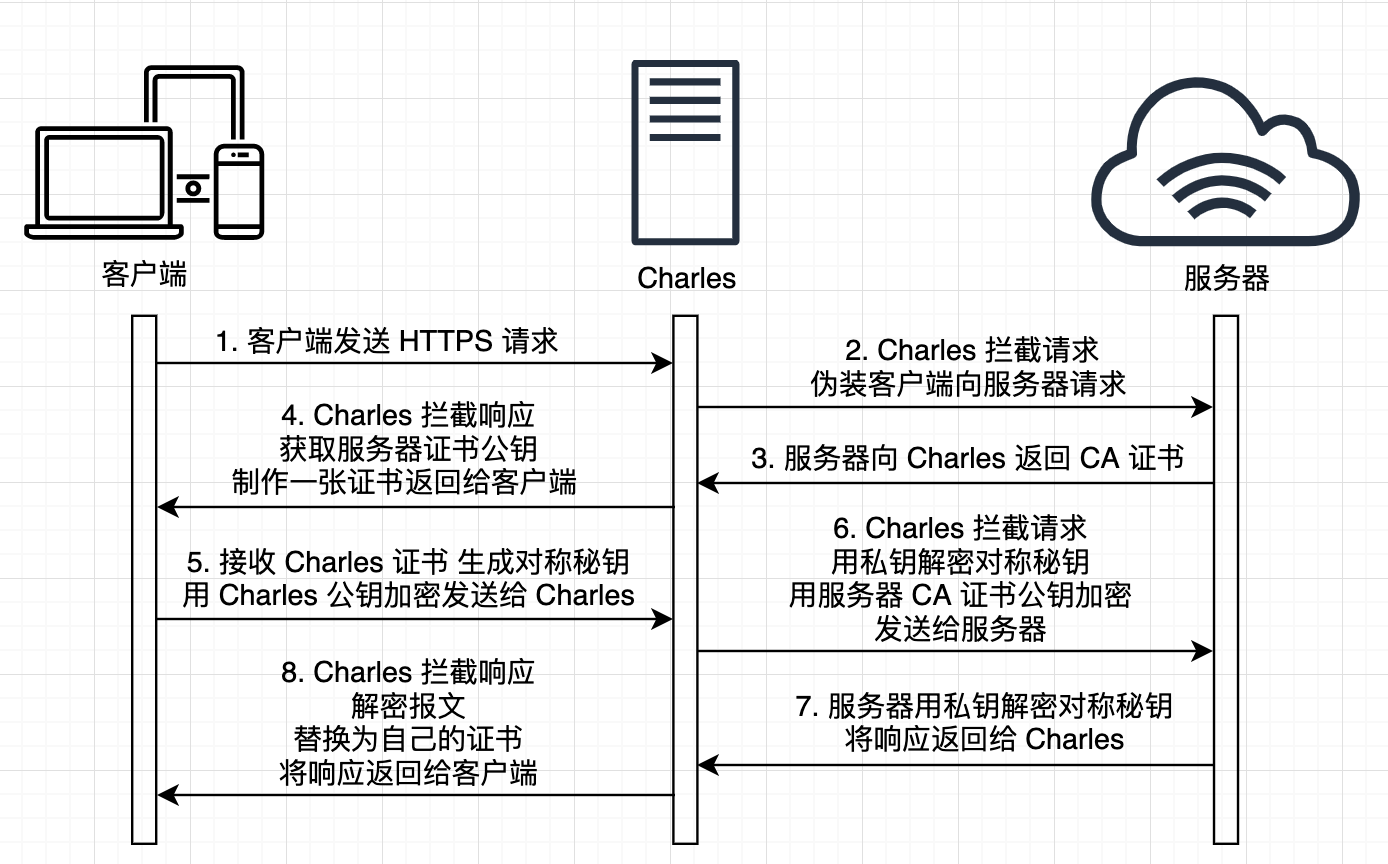 客户端
Charles
服务器
1. 客户端发送 HTTPS 请求
2. Charles 拦截请求
伪装客户端向服务器请求
3. 服务器向 Charles 返回 CA 证书
4. Charles 拦截响应
获取服务器证书公钥
制作一张证书返回给客户端
5. 接收 Charles 证书 生成对称秘钥
用 Charles 公钥加密发送给 Charles
6. Charles 拦截请求
用私钥解密对称秘钥
用服务器 CA 证书公钥加密
发送给服务器
7. 服务器用私钥解密对称秘钥
将响应返回给 Charles
8. Charles 拦截响应
解密报文
替换为自己的证书
将响应返回给客户端